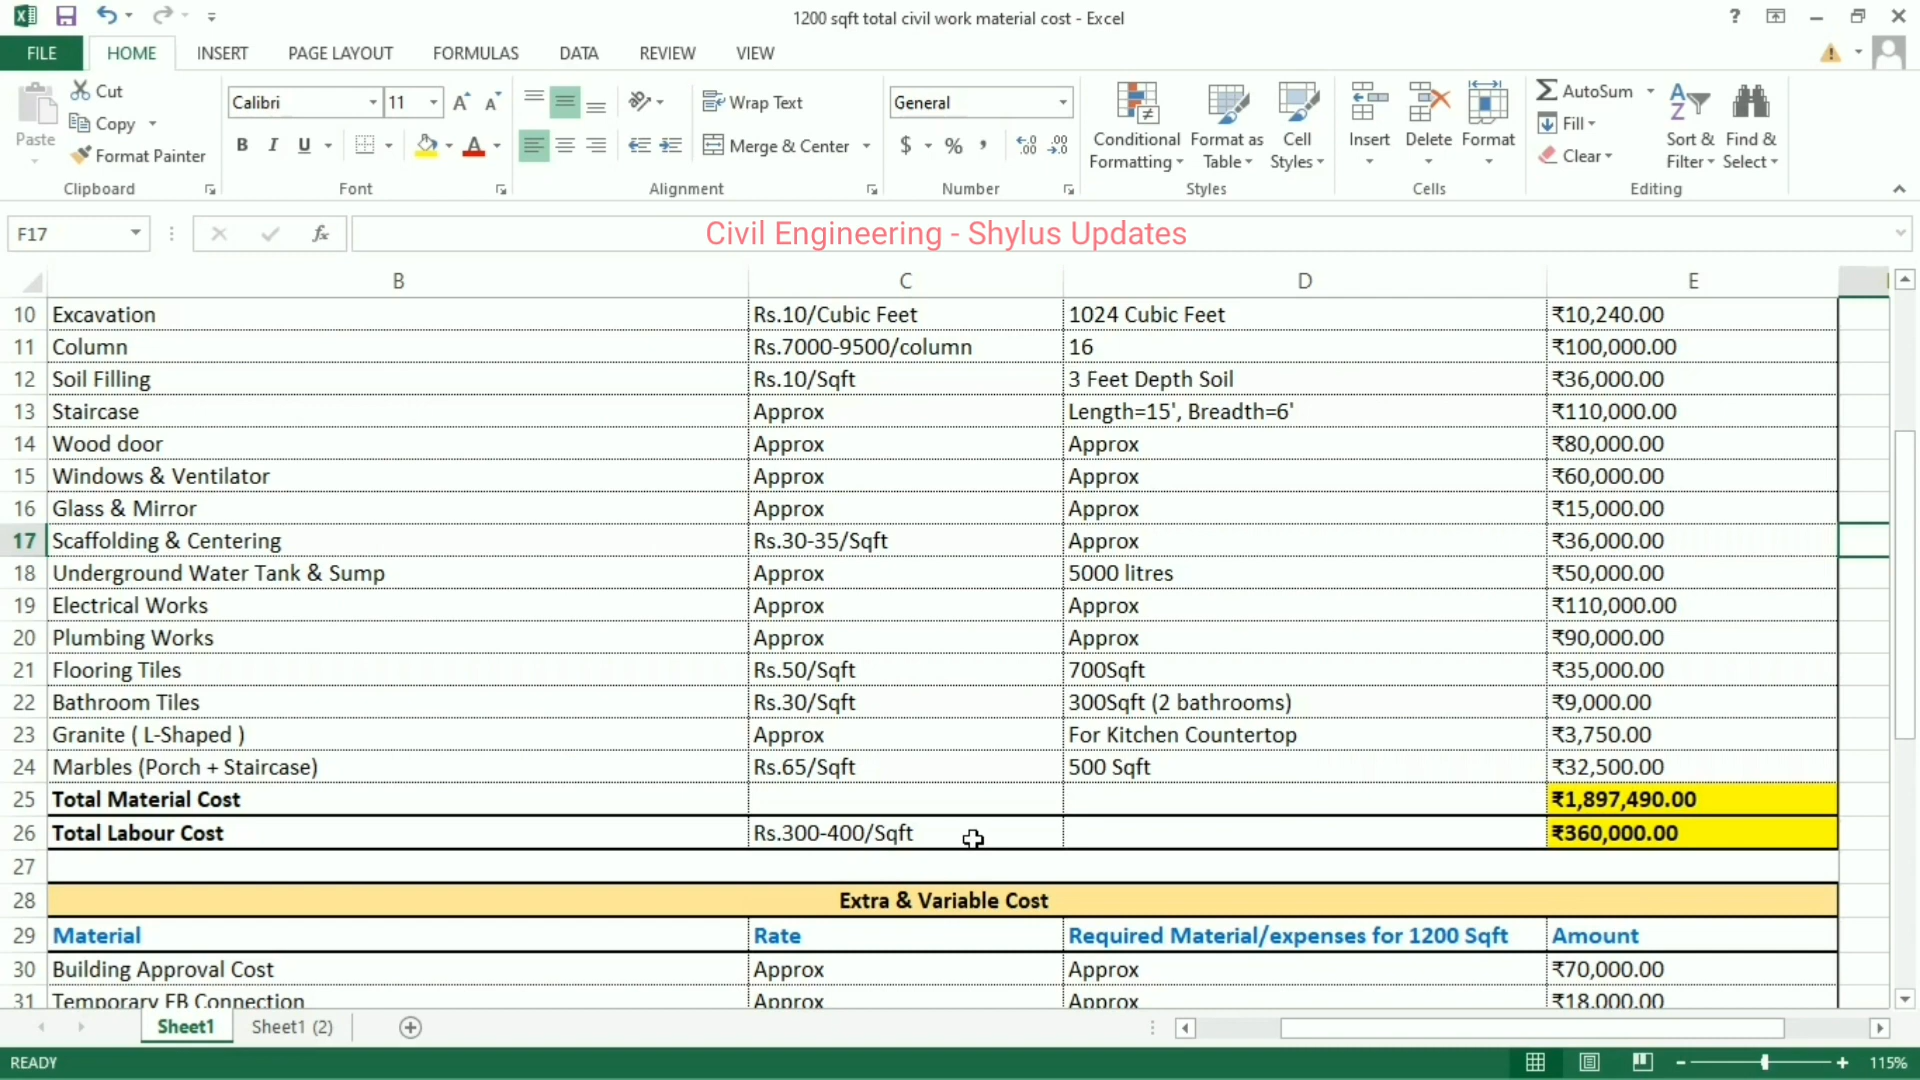 1200 sqft total civil work material cost - Excel
FILE HOME INSERT PAGE LAYOUT FORMULAS DATA REVIEW VIEW
Paste
Cut
Copy
Format Painter
Clipboard
Calibri 11
B I U
Font
Wrap Text
Merge & Center
Alignment
General
$ % ,
Number
Conditional Formatting
Format as Table
Cell Styles
Styles
Insert Delete Format
Cells
AutoSum
Fill
Clear
Sort & Filter
Find & Select
Editing
F17 fx Civil Engineering - Shylus Updates
B C D E
10 Excavation Rs.10/Cubic Feet 1024 Cubic Feet ₹10,240.00
11 Column Rs.7000-9500/column 16 ₹100,000.00
12 Soil Filling Rs.10/Sqft 3 Feet Depth Soil ₹36,000.00
13 Staircase Approx Length=15', Breadth=6' ₹110,000.00
14 Wood door Approx Approx ₹80,000.00
15 Windows & Ventilator Approx Approx ₹60,000.00
16 Glass & Mirror Approx Approx ₹15,000.00
17 Scaffolding & Centering Rs.30-35/Sqft Approx ₹36,000.00
18 Underground Water Tank & Sump Approx 5000 litres ₹50,000.00
19 Electrical Works Approx Approx ₹110,000.00
20 Plumbing Works Approx Approx ₹90,000.00
21 Flooring Tiles Rs.50/Sqft 700Sqft ₹35,000.00
22 Bathroom Tiles Rs.30/Sqft 300Sqft (2 bathrooms) ₹9,000.00
23 Granite ( L-Shaped ) Approx For Kitchen Countertop ₹3,750.00
24 Marbles (Porch + Staircase) Rs.65/Sqft 500 Sqft ₹32,500.00
25 Total Material Cost ₹1,897,490.00
26 Total Labour Cost Rs.300-400/Sqft ₹360,000.00
27
28 Extra & Variable Cost
29 Material Rate Required Material/expenses for 1200 Sqft Amount
30 Building Approval Cost Approx Approx ₹70,000.00
31 Temporary EB Connection Approx Approx ₹18,000.00
Sheet1 Sheet1 (2)
READY 115%